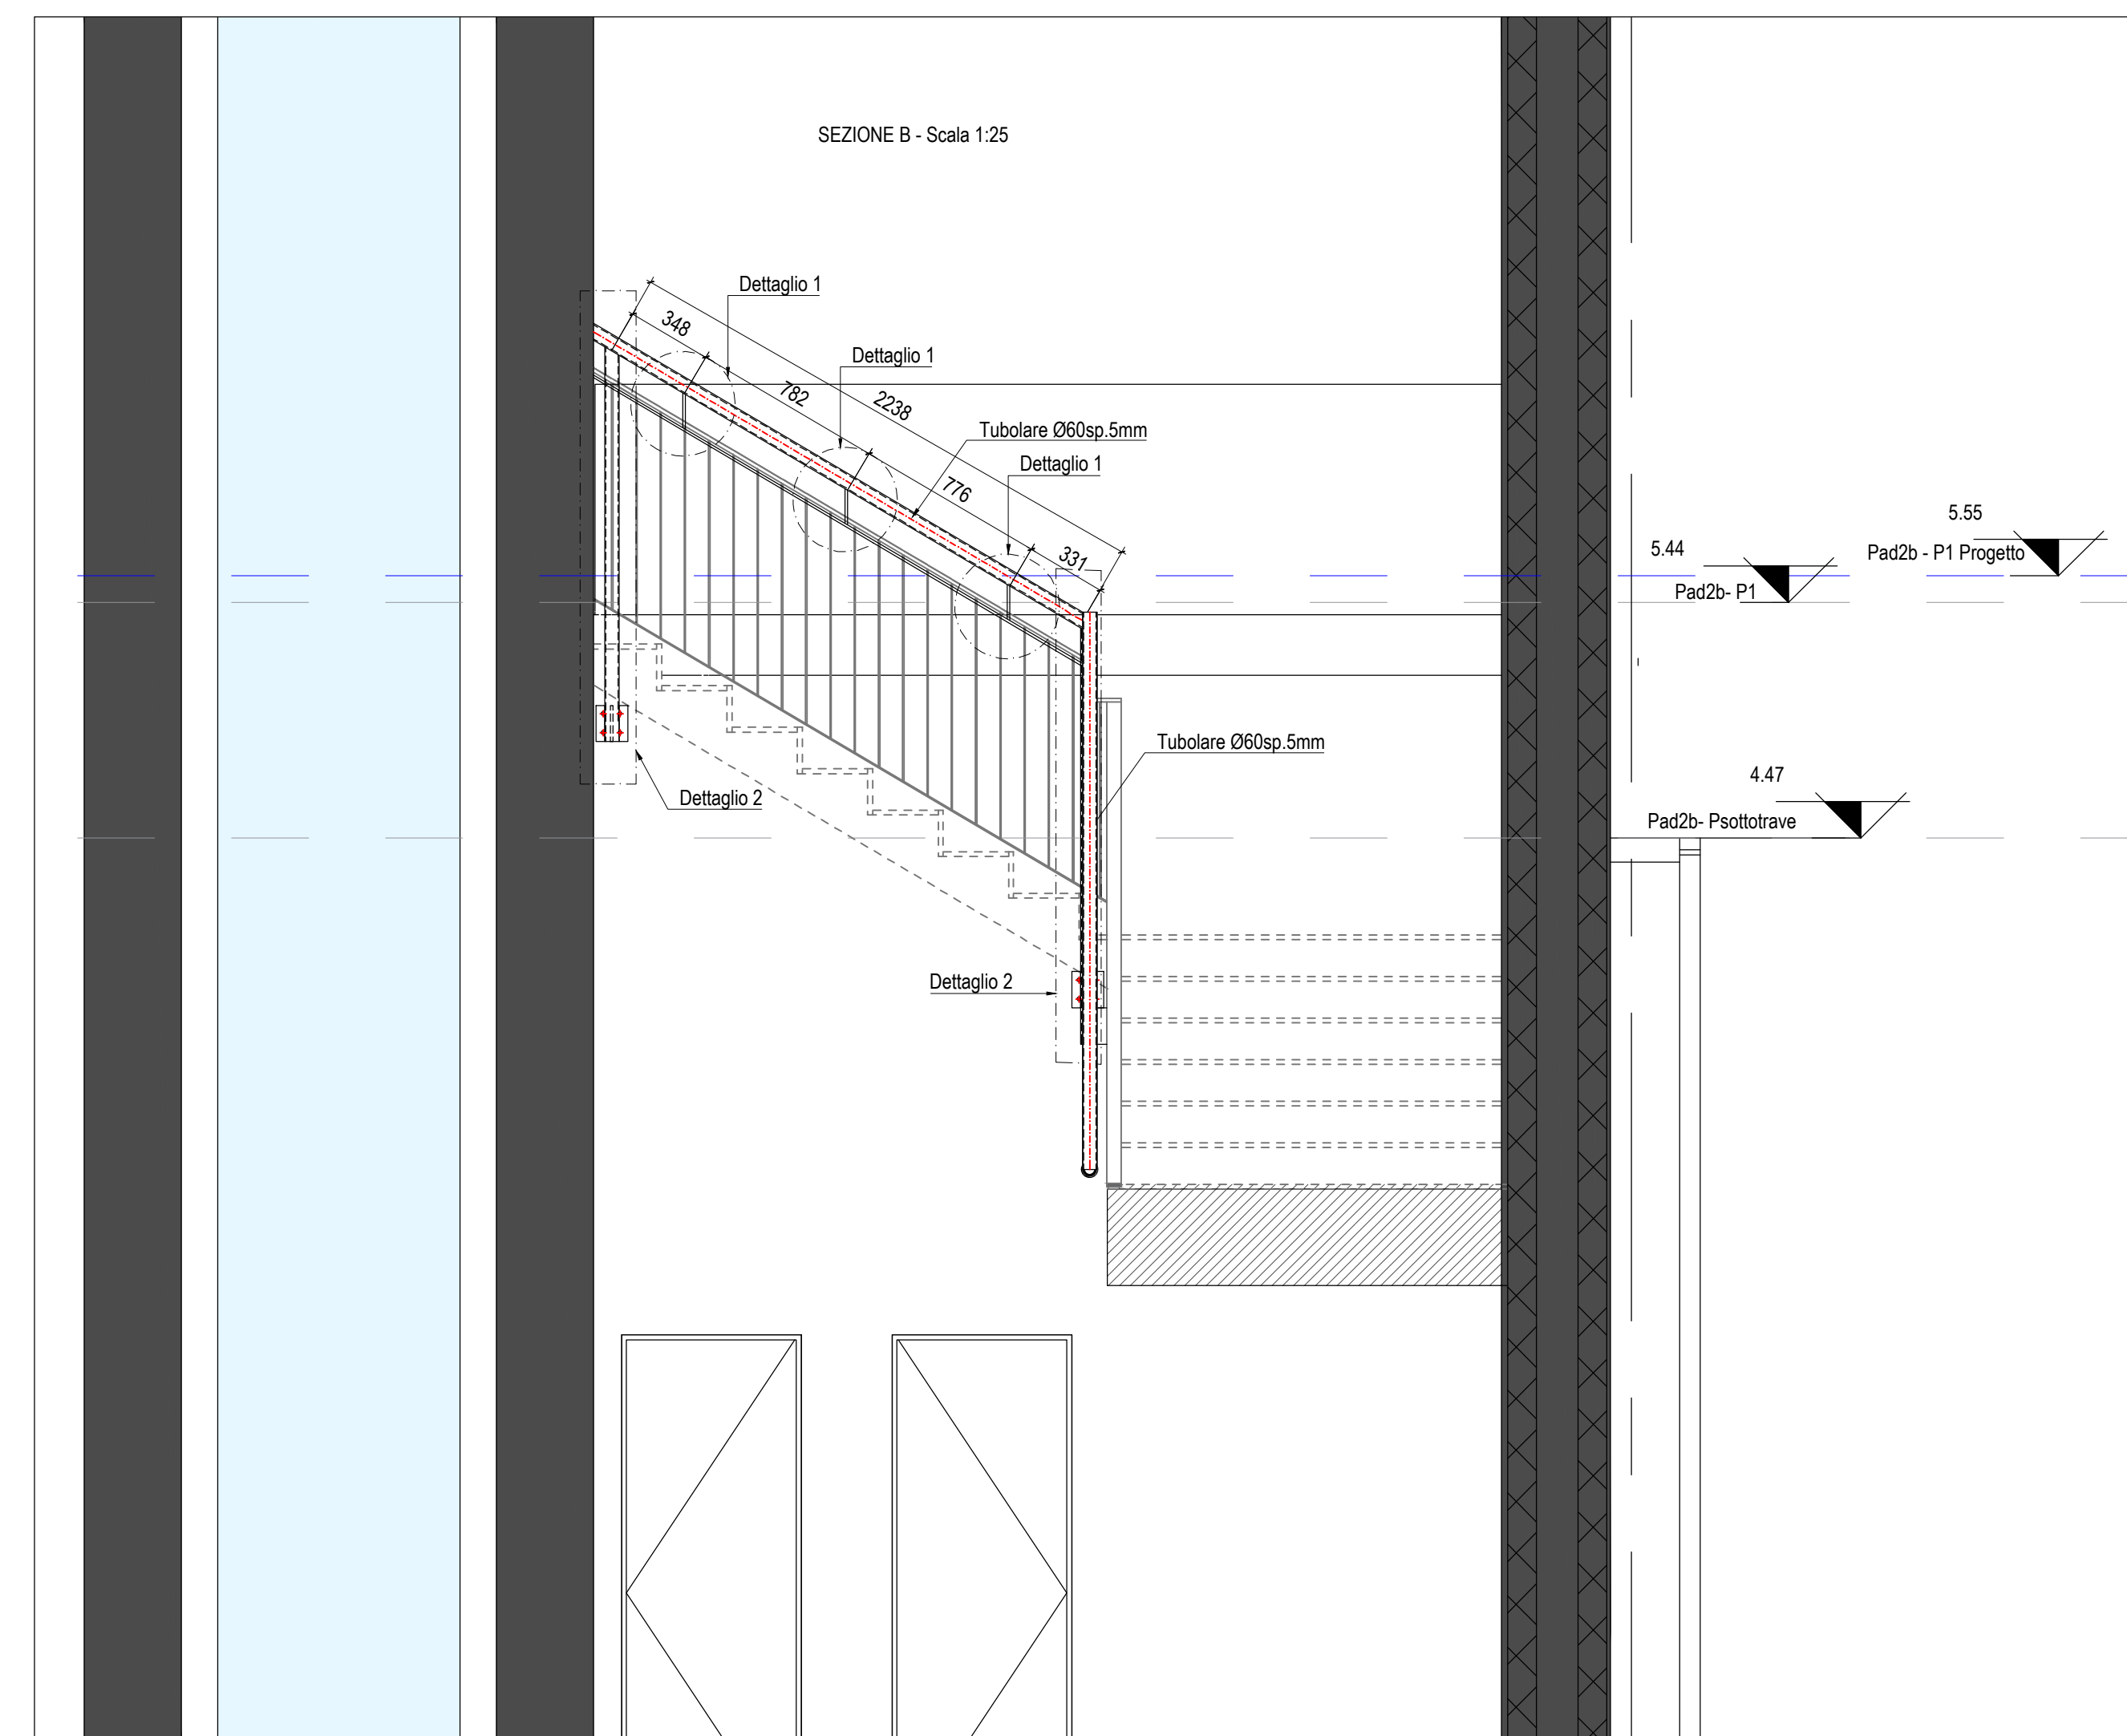 SEZIONE B - Scala 1:25
Dettaglio 1
348
Dettaglio 1
782
2238
Tubolare Ø60sp.5mm
Dettaglio 1
776
331
5.55
Pad2b - P1 Progetto
5.44
Pad2b- P1
Tubolare Ø60sp.5mm
4.47
Pad2b- Psottotrave
Dettaglio 2
Dettaglio 2